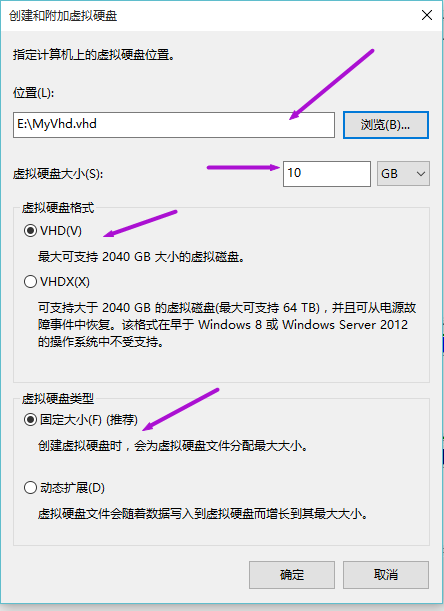 创建和附加虚拟硬盘
指定计算机上的虚拟硬盘位置。
位置(L):
E:\MyVhd.vhd
浏览(B)...
虚拟硬盘大小(S):
10
GB
虚拟硬盘格式
VHD(V)
最大可支持 2040 GB 大小的虚拟磁盘。
VHDX(X)
可支持大于 2040 GB 的虚拟磁盘(最大可支持 64 TB)，并且可从电源故
障事件中恢复。该格式在早于 Windows 8 或 Windows Server 2012
的操作系统中不受支持。
虚拟硬盘类型
固定大小(F) (推荐)
创建虚拟硬盘时，会为虚拟硬盘文件分配最大大小。
动态扩展(D)
虚拟硬盘文件会随着数据写入到虚拟硬盘而增长到其最大大小。
确定
取消